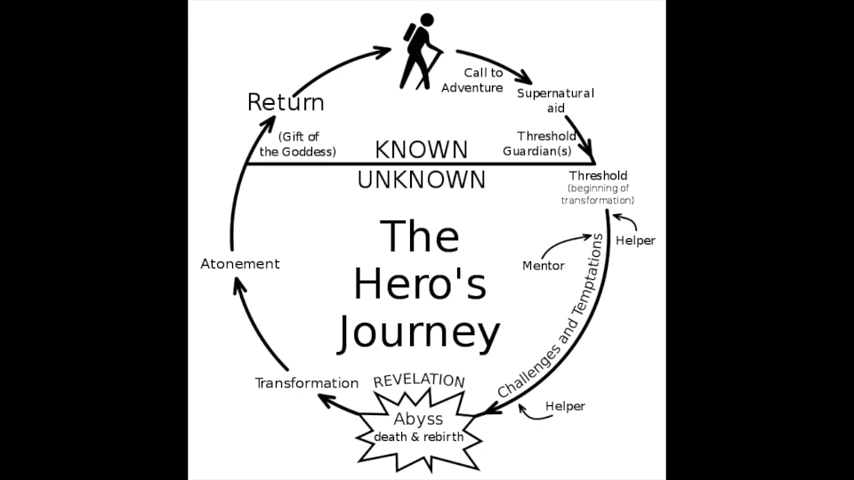 Call to
Adventure
Supernatural
aid
Return
(Gift of
the Goddess)
KNOWN
Threshold
Guardian(s)
UNKNOWN
Threshold
(beginning of
transformation)
Helper
Mentor
The
Hero's
Journey
Challenges and Temptations
Atonement
Transformation
REVELATION
Abyss
death & rebirth
Helper